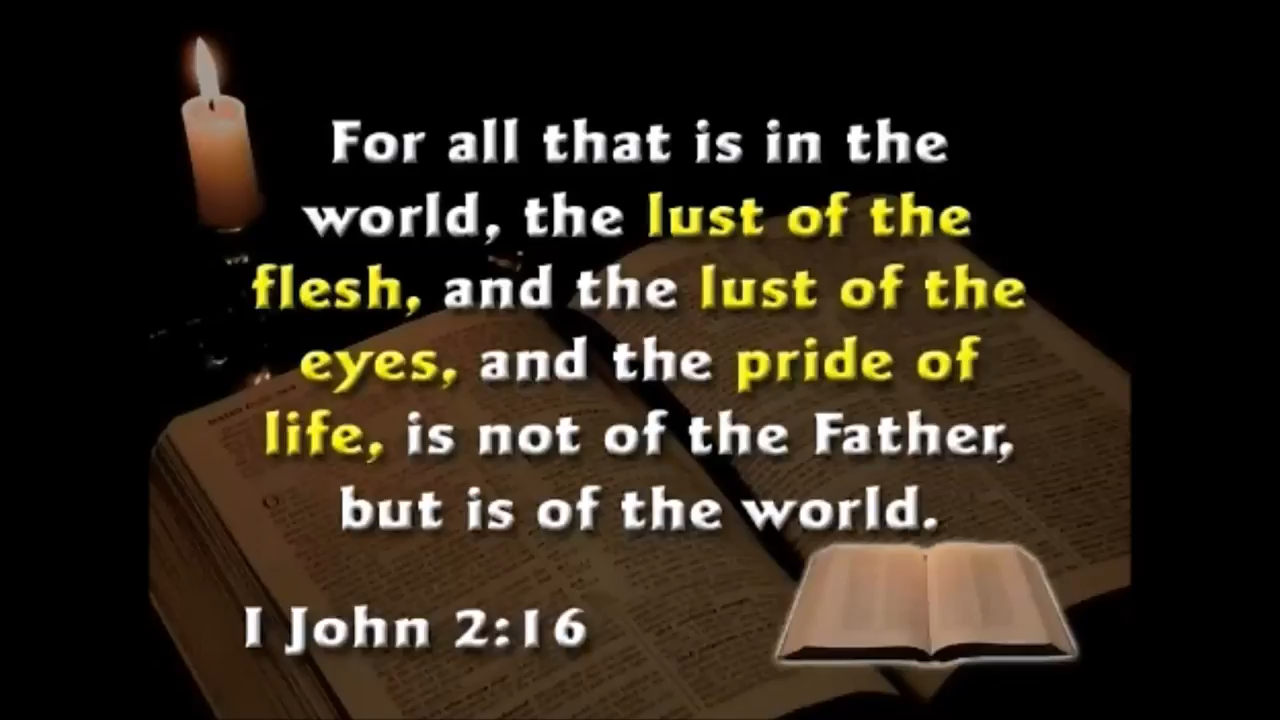 For all that is in the
world, the lust of the
flesh, and the lust of the
eyes, and the pride of
life, is not of the Father,
but is of the world.
I John 2:16